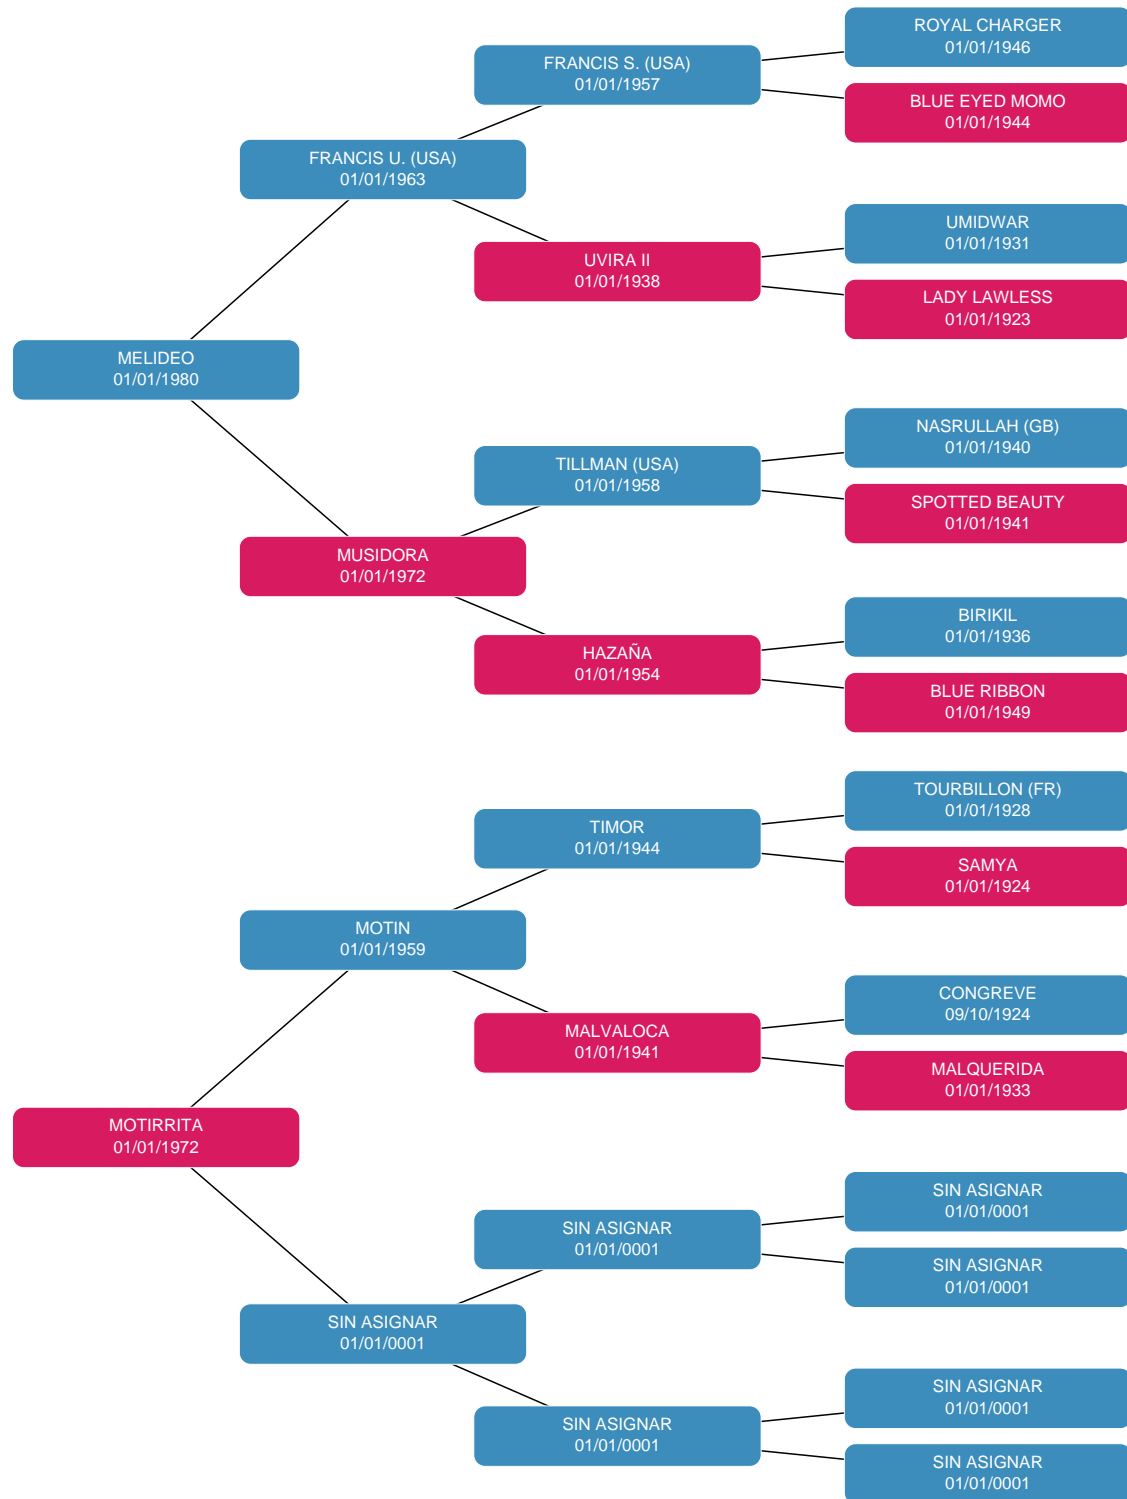 ROYAL CHARGER
01/01/1946
FRANCIS S. (USA)
01/01/1957
BLUE EYED MOMO
01/01/1944
FRANCIS U. (USA)
01/01/1963
UMIDWAR
01/01/1931
UVIRA II
01/01/1938
LADY LAWLESS
01/01/1923
MELIDEO
01/01/1980
NASRULLAH (GB)
01/01/1940
TILLMAN (USA)
01/01/1958
SPOTTED BEAUTY
01/01/1941
MUSIDORA
01/01/1972
BIRIKIL
01/01/1936
HAZAÑA
01/01/1954
BLUE RIBBON
01/01/1949
TOURBILLON (FR)
01/01/1928
TIMOR
01/01/1944
SAMYA
01/01/1924
MOTIN
01/01/1959
CONGREVE
09/10/1924
MALVALOCA
01/01/1941
MALQUERIDA
01/01/1933
MOTIRRITA
01/01/1972
SIN ASIGNAR
01/01/0001
SIN ASIGNAR
01/01/0001
SIN ASIGNAR
01/01/0001
SIN ASIGNAR
01/01/0001
SIN ASIGNAR
01/01/0001
SIN ASIGNAR
01/01/0001
SIN ASIGNAR
01/01/0001